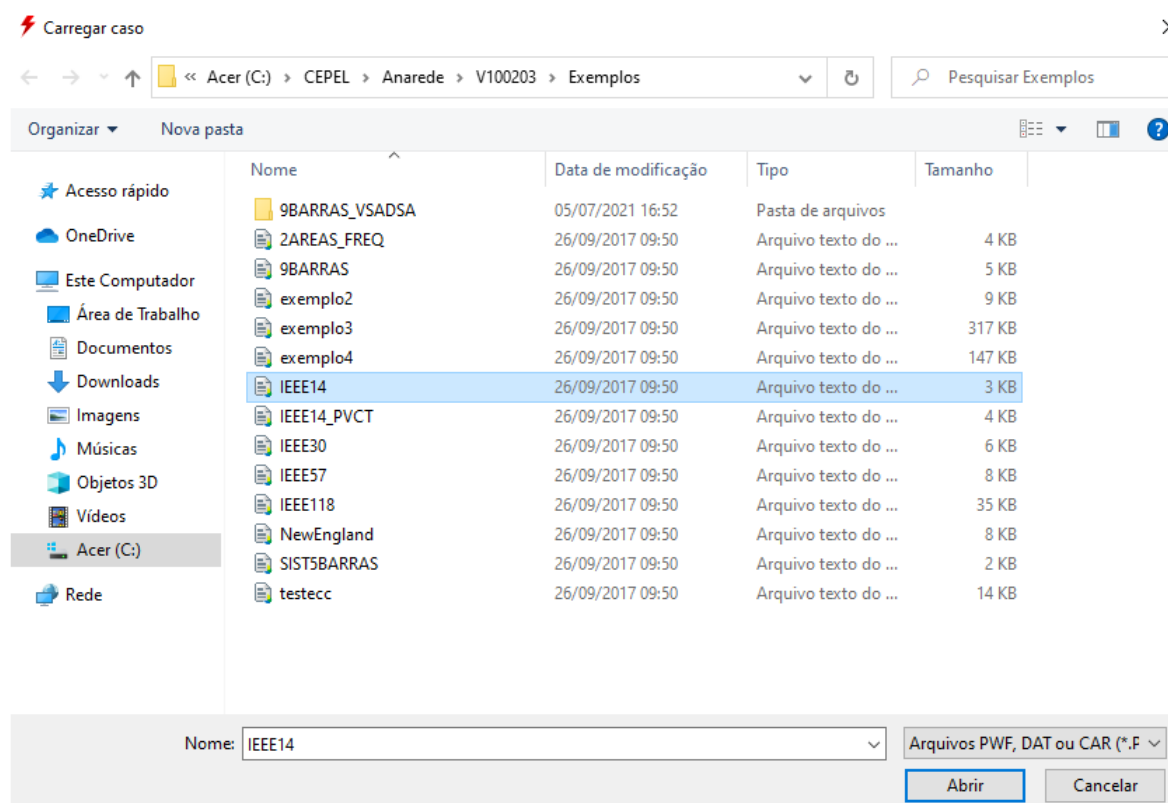 Carregar caso
« Acer (C:) › CEPEL › Anarede › V100203 › Exemplos
Pesquisar Exemplos
Organizar
Nova pasta
Nome Data de modificação Tipo Tamanho
Acesso rápido
OneDrive
Este Computador
Área de Trabalho
Documentos
Downloads
Imagens
Músicas
Objetos 3D
Vídeos
Acer (C:)
Rede
9BARRAS_VSADSA 05/07/2021 16:52 Pasta de arquivos
2AREAS_FREQ 26/09/2017 09:50 Arquivo texto do ... 4 KB
9BARRAS 26/09/2017 09:50 Arquivo texto do ... 5 KB
exemplo2 26/09/2017 09:50 Arquivo texto do ... 9 KB
exemplo3 26/09/2017 09:50 Arquivo texto do ... 317 KB
exemplo4 26/09/2017 09:50 Arquivo texto do ... 147 KB
IEEE14 26/09/2017 09:50 Arquivo texto do ... 3 KB
IEEE14_PVCT 26/09/2017 09:50 Arquivo texto do ... 4 KB
IEEE30 26/09/2017 09:50 Arquivo texto do ... 6 KB
IEEE57 26/09/2017 09:50 Arquivo texto do ... 8 KB
IEEE118 26/09/2017 09:50 Arquivo texto do ... 35 KB
NewEngland 26/09/2017 09:50 Arquivo texto do ... 8 KB
SIST5BARRAS 26/09/2017 09:50 Arquivo texto do ... 2 KB
testecc 26/09/2017 09:50 Arquivo texto do ... 14 KB
Nome: IEEE14
Arquivos PWF, DAT ou CAR (*.P
Abrir
Cancelar